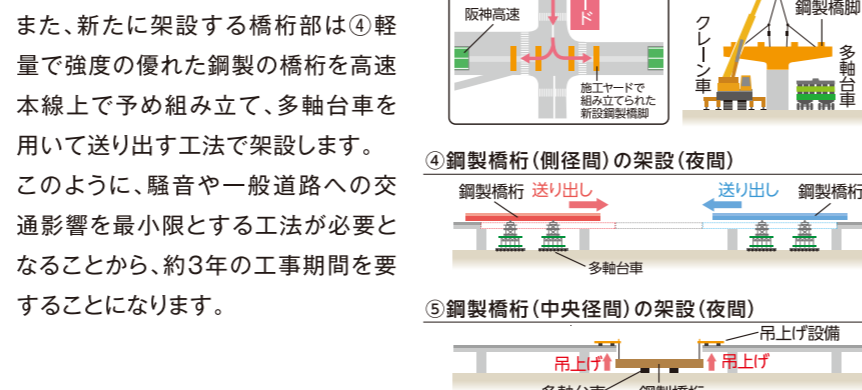 また、新たに架設する橋桁部は④軽
量で強度の優れた鋼製の橋桁を高速
本線上で予め組み立て、多軸台車を
用いて送り出す工法で架設します。
このように、騒音や一般道路への交
通影響を最小限とする工法が必要と
なることから、約3年の工事期間を要
することになります。
阪神高速
ード
施工ヤードで
組み立てられた
新設鋼製橋脚
クレーン車
鋼製橋脚
多軸台車
④鋼製橋桁(側径間)の架設(夜間)
鋼製橋桁 送り出し
送り出し 鋼製橋桁
多軸台車
⑤鋼製橋桁(中央径間)の架設(夜間)
吊上げ設備
吊上げ
吊上げ
多軸台車 鋼製橋桁